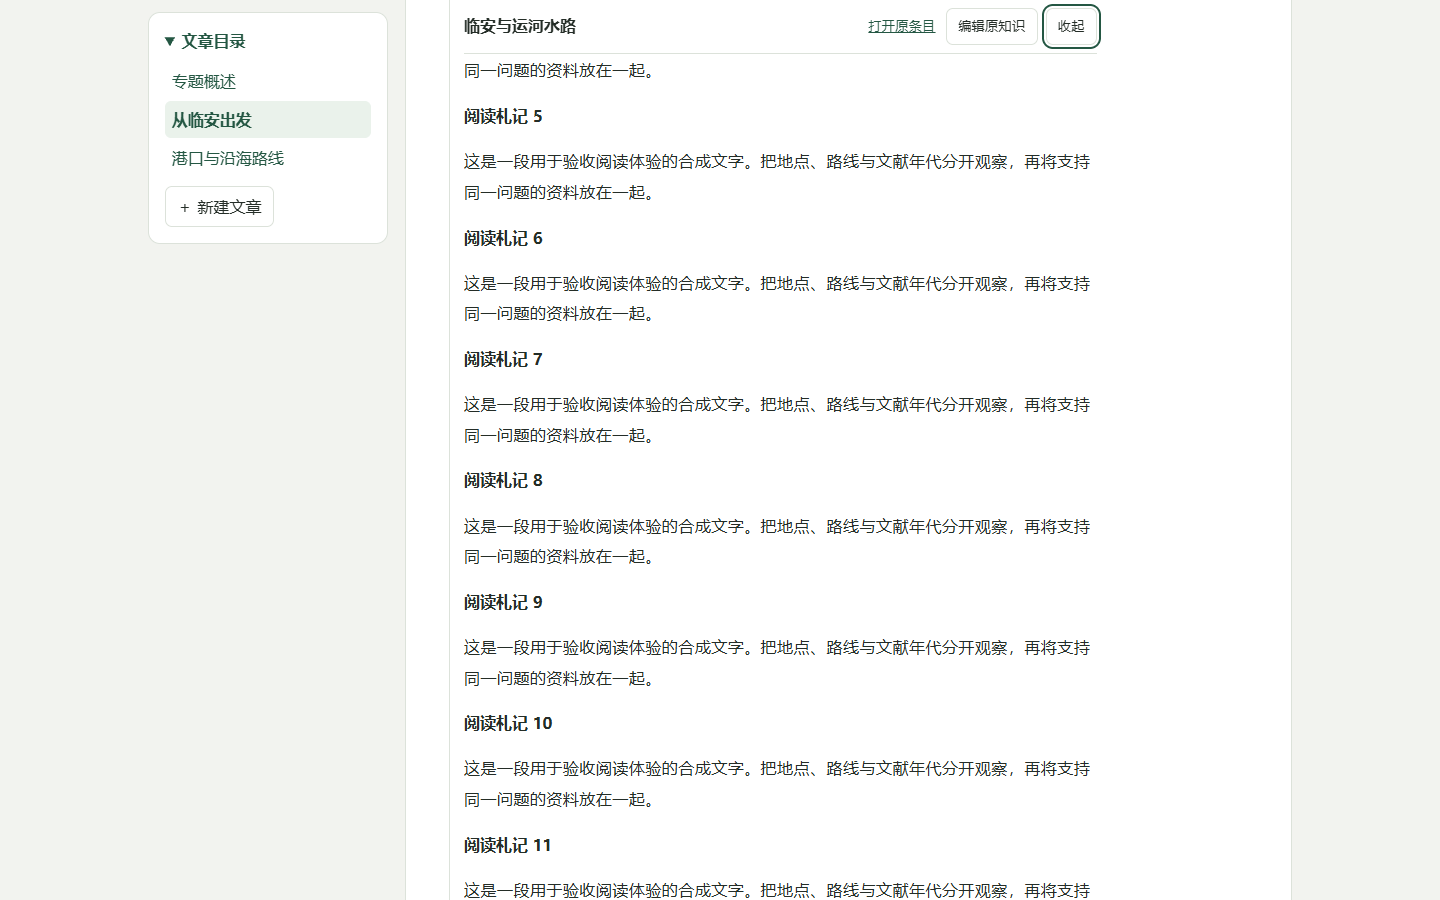 ▼ 文章目录
专题概述
从临安出发
港口与沿海路线
+ 新建文章
临安与运河水路
打开原条目
编辑原知识
收起
同一问题的资料放在一起。
阅读札记 5
这是一段用于验收阅读体验的合成文字。把地点、路线与文献年代分开观察，再将支持
同一问题的资料放在一起。
阅读札记 6
这是一段用于验收阅读体验的合成文字。把地点、路线与文献年代分开观察，再将支持
同一问题的资料放在一起。
阅读札记 7
这是一段用于验收阅读体验的合成文字。把地点、路线与文献年代分开观察，再将支持
同一问题的资料放在一起。
阅读札记 8
这是一段用于验收阅读体验的合成文字。把地点、路线与文献年代分开观察，再将支持
同一问题的资料放在一起。
阅读札记 9
这是一段用于验收阅读体验的合成文字。把地点、路线与文献年代分开观察，再将支持
同一问题的资料放在一起。
阅读札记 10
这是一段用于验收阅读体验的合成文字。把地点、路线与文献年代分开观察，再将支持
同一问题的资料放在一起。
阅读札记 11
这是一段用于验收阅读体验的合成文字。把地点、路线与文献年代分开观察，再将支持